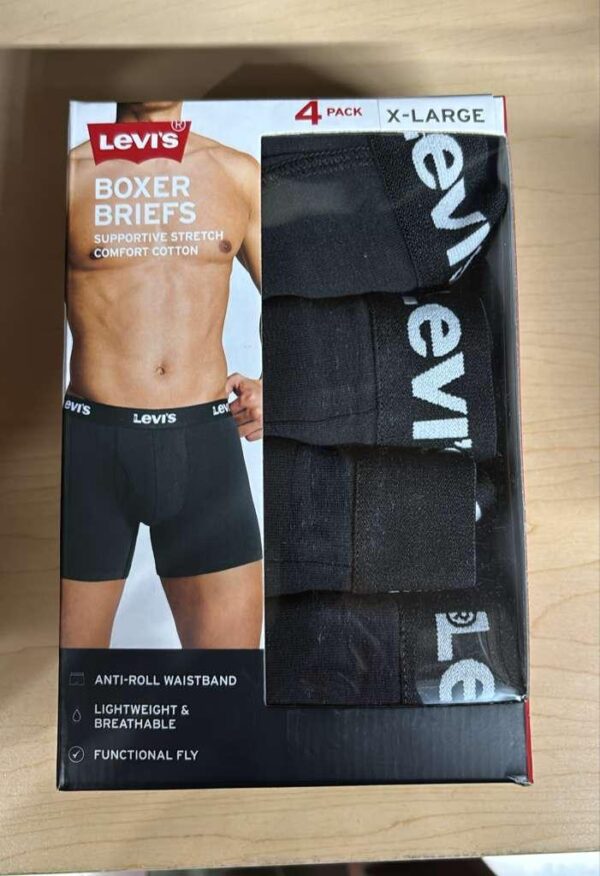 4 PACK X-LARGE
LEVI'S®
BOXER
BRIEFS
SUPPORTIVE STRETCH
COMFORT COTTON
evi's Levi's Lev
Levi
Levi'
®Le
ANTI-ROLL WAISTBAND
LIGHTWEIGHT &
BREATHABLE
FUNCTIONAL FLY